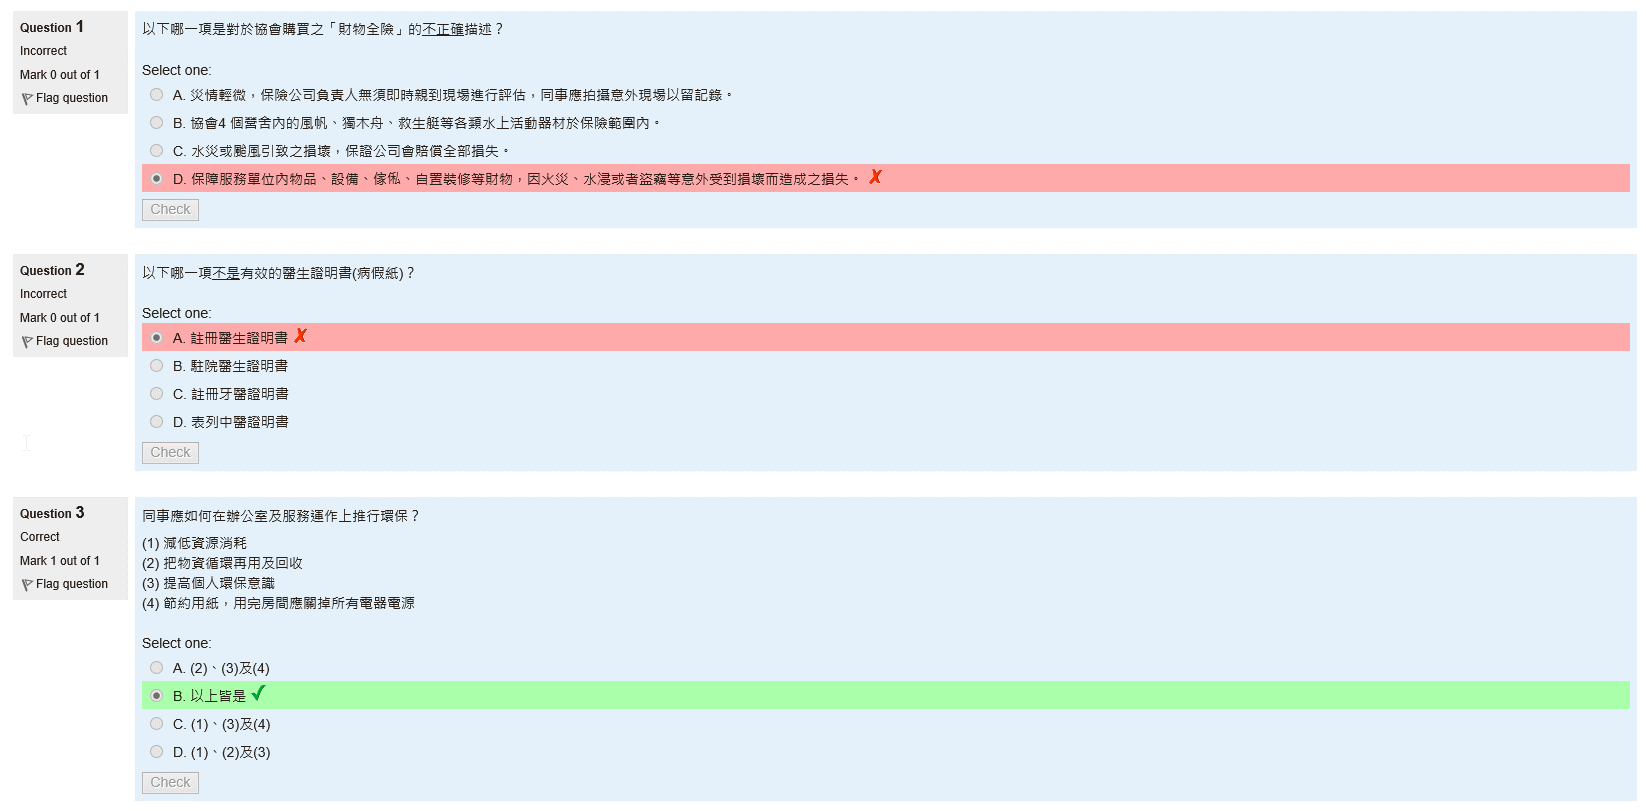 Question 1
Incorrect
Mark 0 out of 1
Flag question
以下哪一項是對於協會購買之「財物全險」的不正確描述？
Select one:
A. 災情輕微，保險公司負責人無須即時親到現場進行評估，同事應拍攝意外現場以留記錄。
B. 協會4 個營舍內的風帆、獨木舟、救生艇等各類水上活動器材於保險範圍內。
C. 水災或颱風引致之損壞，保證公司會賠償全部損失。
D. 保障服務單位內物品、設備、傢俬、自置裝修等財物，因火災、水浸或者盜竊等意外受到損壞而造成之損失。
Check
Question 2
Incorrect
Mark 0 out of 1
Flag question
以下哪一項不是有效的醫生證明書(病假紙)？
Select one:
A. 註冊醫生證明書
B. 駐院醫生證明書
C. 註冊牙醫證明書
D. 表列中醫證明書
Check
Question 3
Correct
Mark 1 out of 1
Flag question
同事應如何在辦公室及服務運作上推行環保？
(1) 減低資源消耗
(2) 把物資循環再用及回收
(3) 提高個人環保意識
(4) 節約用紙，用完房間應關掉所有電器電源
Select one:
A. (2)、(3)及(4)
B. 以上皆是
C. (1)、(3)及(4)
D. (1)、(2)及(3)
Check